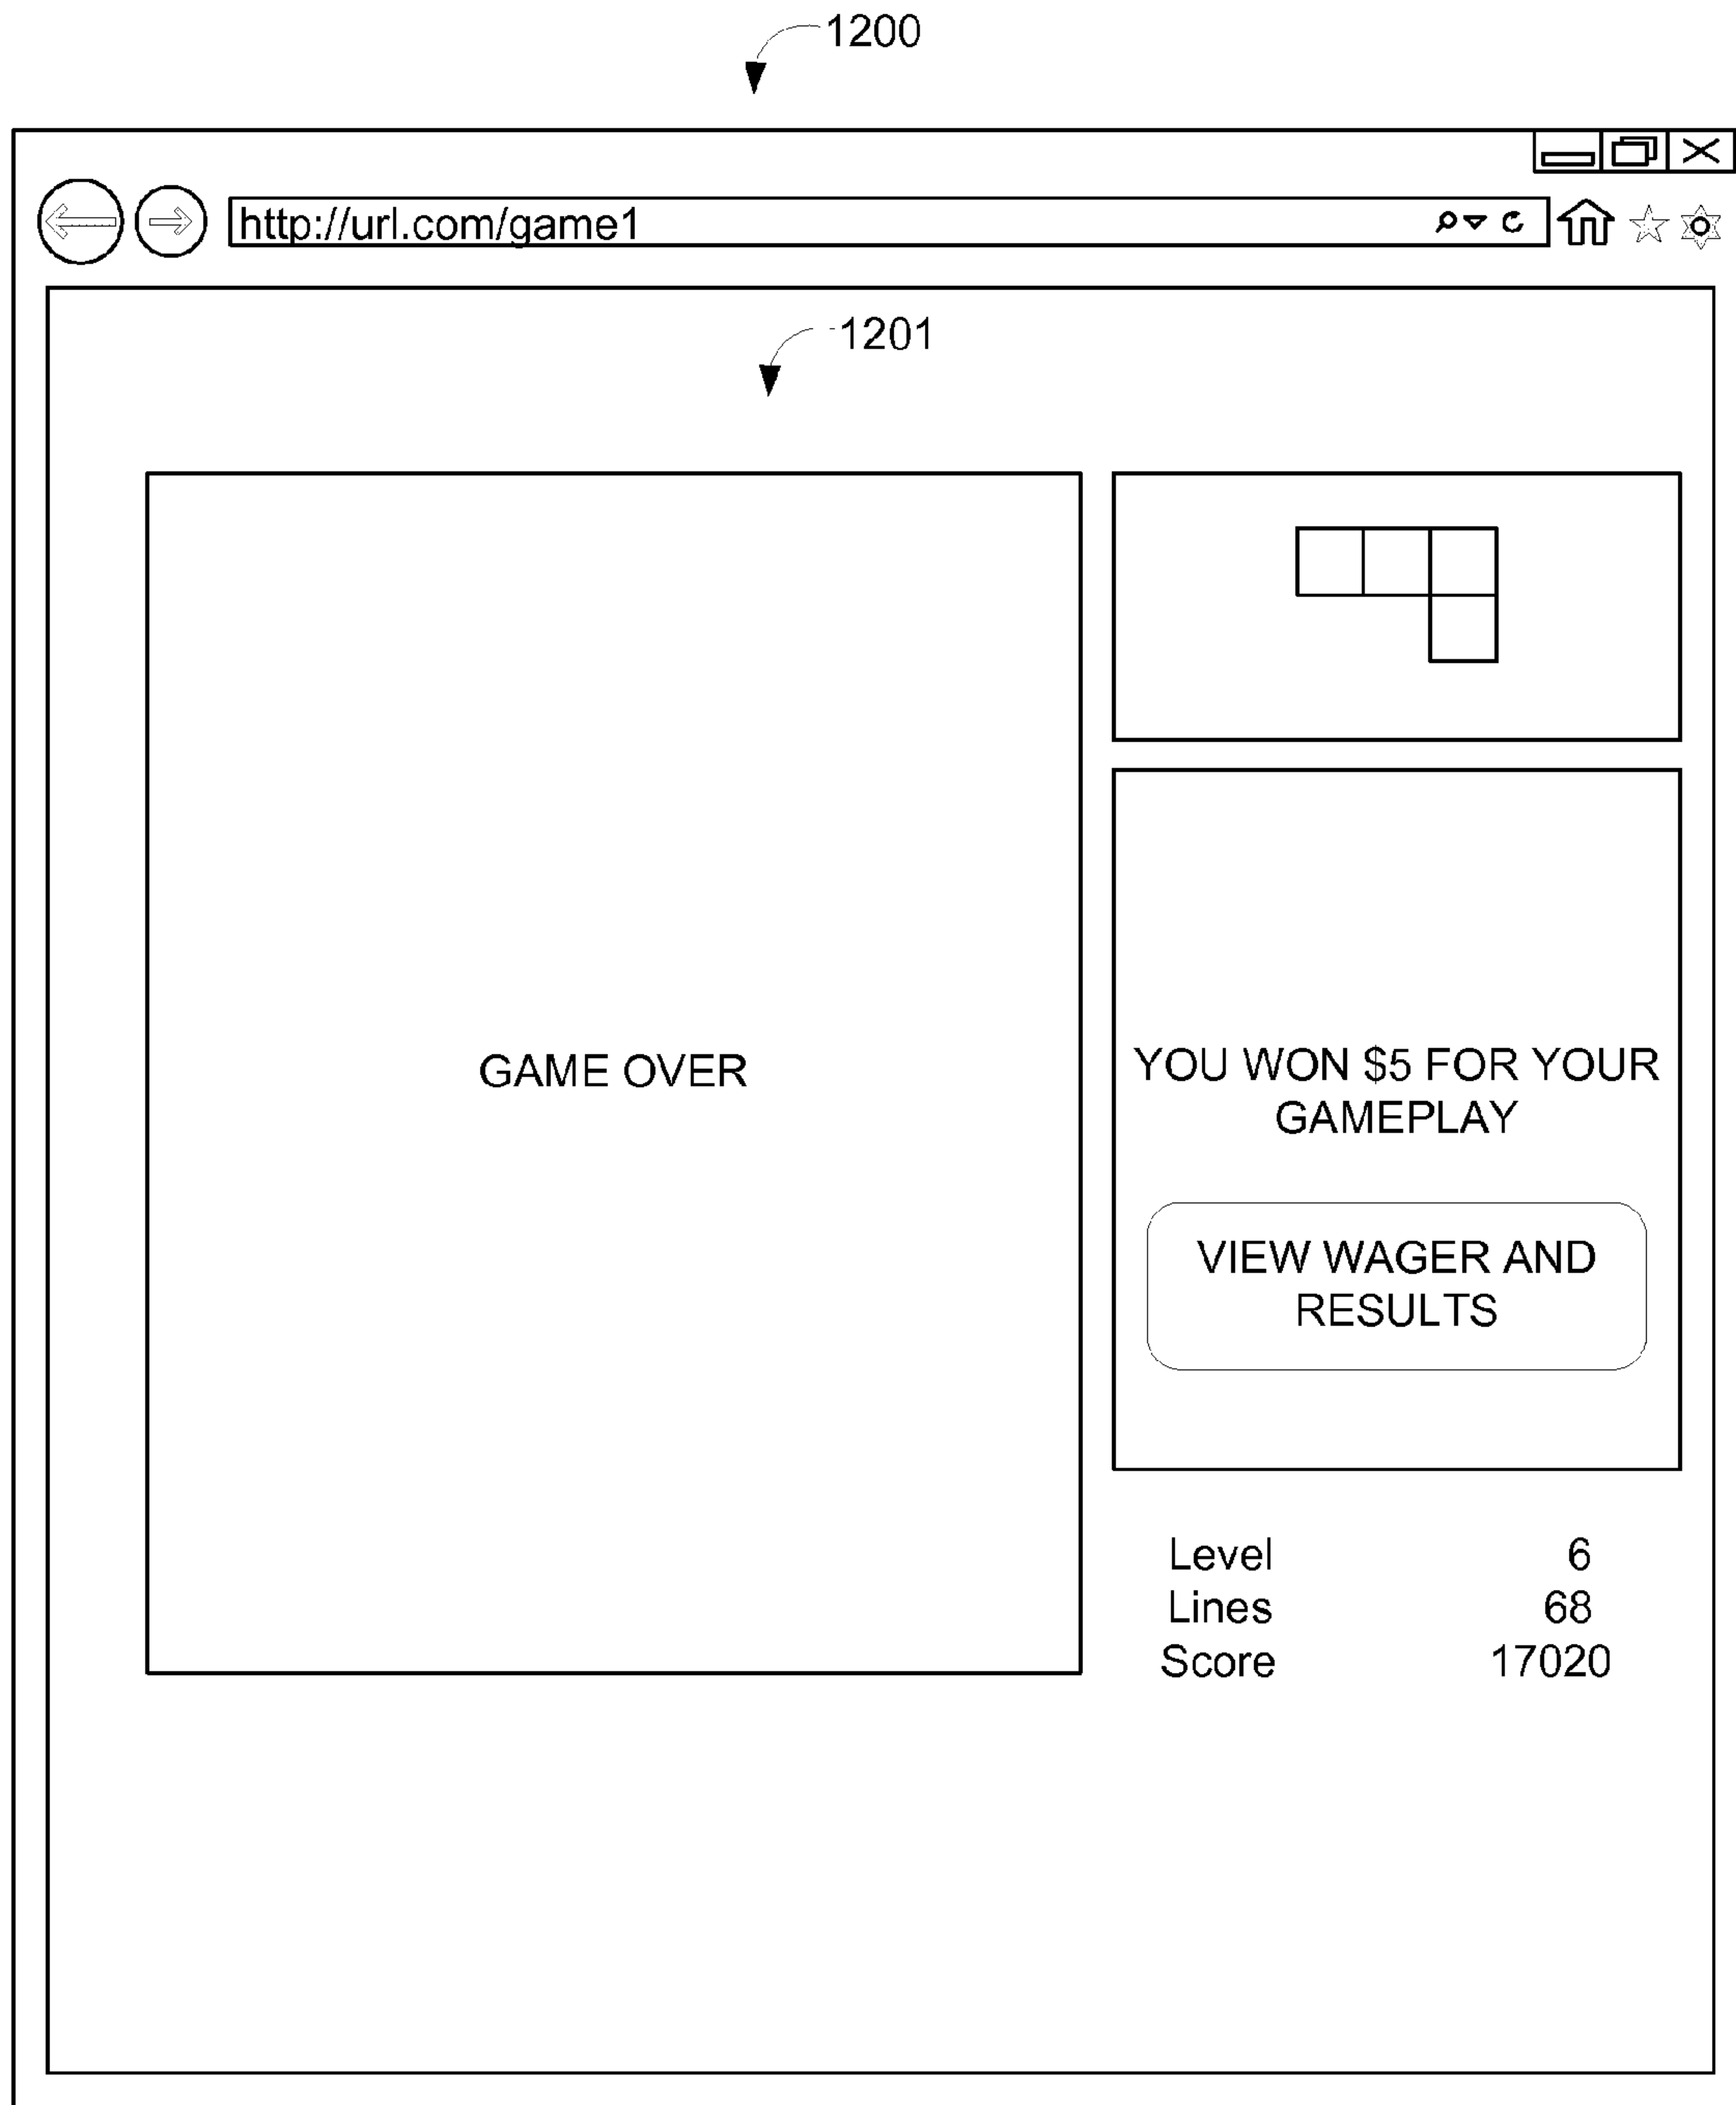 1200
http://url.com/game1
1201
GAME OVER
YOU WON $5 FOR YOUR
GAMEPLAY
VIEW WAGER AND
RESULTS
Level 6
Lines 68
Score 17020